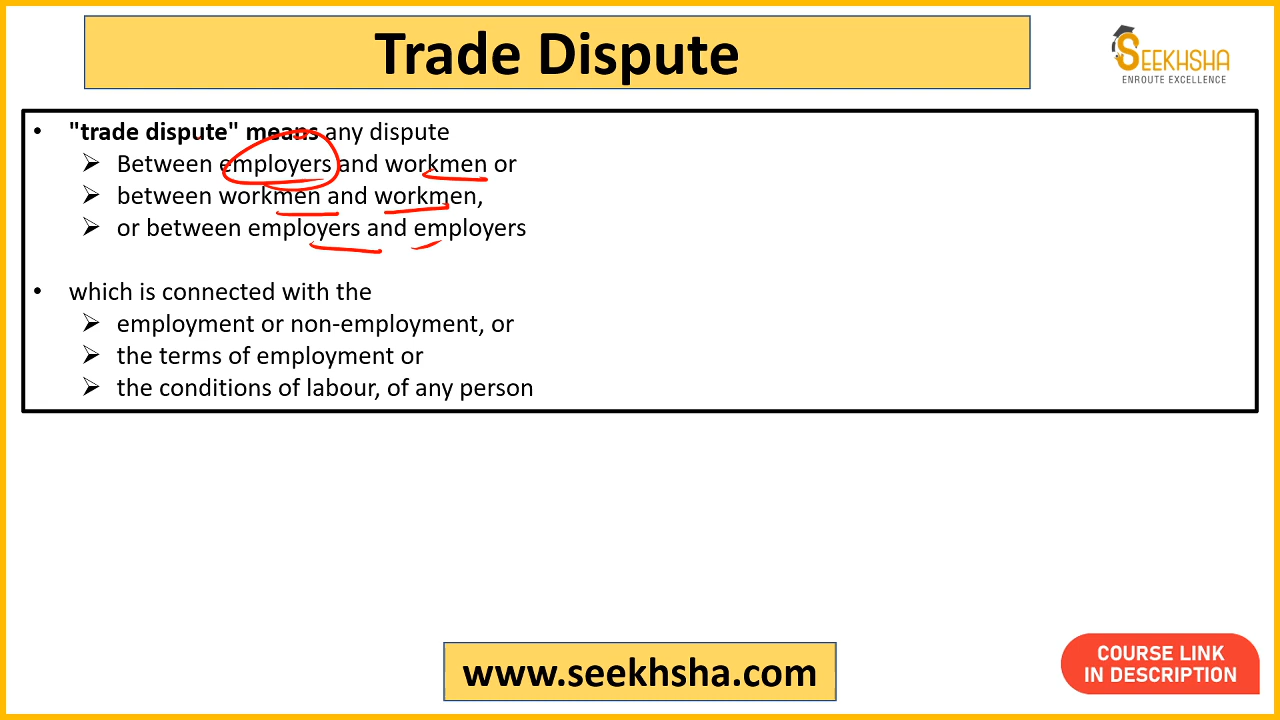 Trade Dispute
SEEKHSHA
ENROUTE EXCELLENCE
• "trade dispute" means any dispute
➢ Between employers and workmen or
➢ between workmen and workmen,
➢ or between employers and employers
• which is connected with the
➢ employment or non-employment, or
➢ the terms of employment or
➢ the conditions of labour, of any person
www.seekhsha.com
COURSE LINK
IN DESCRIPTION